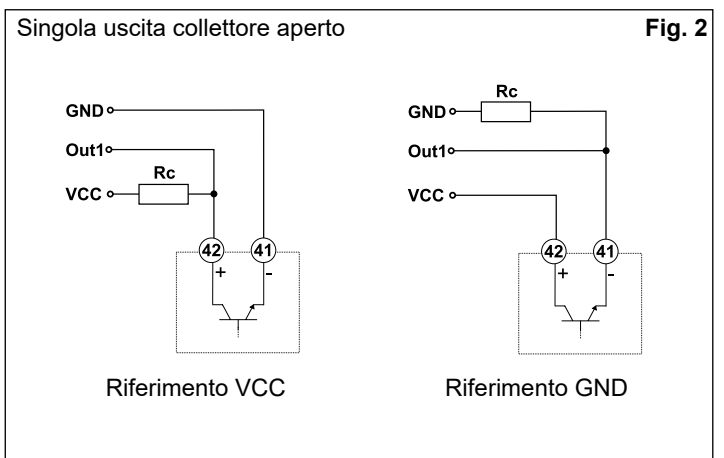 Singola uscita collettore aperto Fig. 2
GND
Out1
Rc
VCC
42 41
+ -
Riferimento VCC
Rc
GND
Out1
VCC
42 41
+ -
Riferimento GND